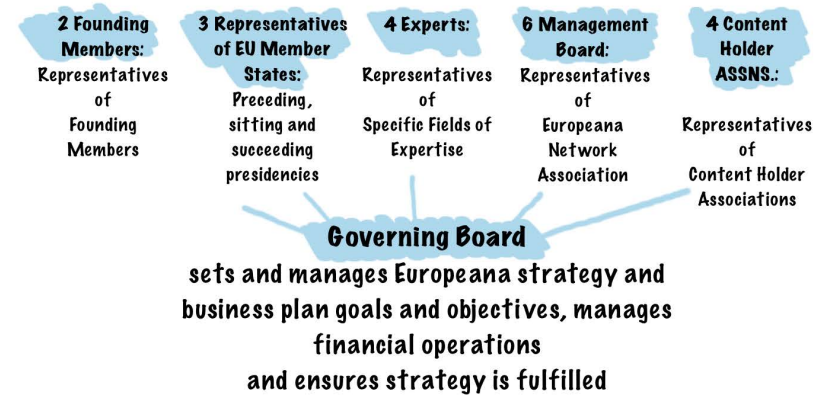 2 Founding
Members:
Representatives
of
Founding
Members
3 Representatives
of EU Member
States:
Preceding,
sitting and
succeeding
presidencies
4 Experts:
Representatives
of
Specific Fields of
Expertise
6 Management
Board:
Representatives
of
Europeana
Network
Association
4 Content
Holder
ASSNS.:
Representatives
of
Content Holder
Associations
Governing Board
sets and manages Europeana strategy and
business plan goals and objectives, manages
financial operations
and ensures strategy is fulfilled